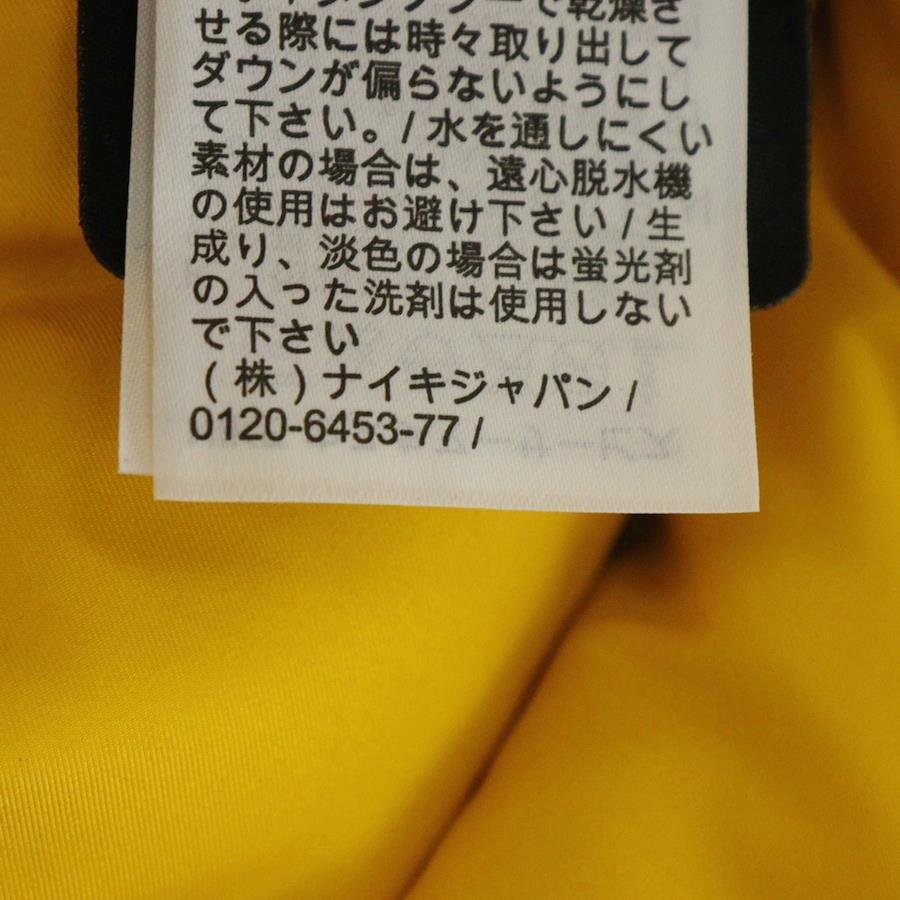 で乾燥さ
せる際には時々取り出して
ダウンが偏らないようにし
て下さい。/ 水を通しにくい
素材の場合は、遠心脱水機
の使用はお避け下さい / 生
成り、淡色の場合は蛍光剤
の入った洗剤は使用しない
で下さい
(株)ナイキジャパン /
0120-6453-77 /